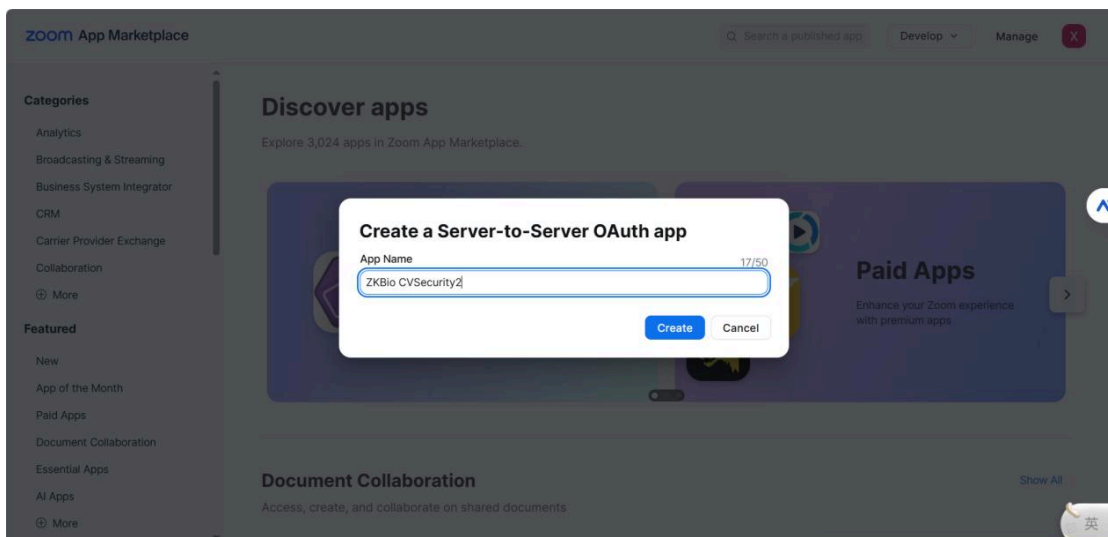 zoom App Marketplace
Search a published app
Develop
Manage
X
Categories
Analytics
Broadcasting & Streaming
Business System Integrator
CRM
Carrier Provider Exchange
Collaboration
More
Featured
New
App of the Month
Paid Apps
Document Collaboration
Essential Apps
AI Apps
More
Discover apps
Explore 3,024 apps in Zoom App Marketplace.
Create a Server-to-Server OAuth app
App Name
17/50
ZKBio CVSecurity2
Create
Cancel
Paid Apps
Enhance your Zoom experience
with premium apps
Document Collaboration
Show All
Access, create, and collaborate on shared documents
英